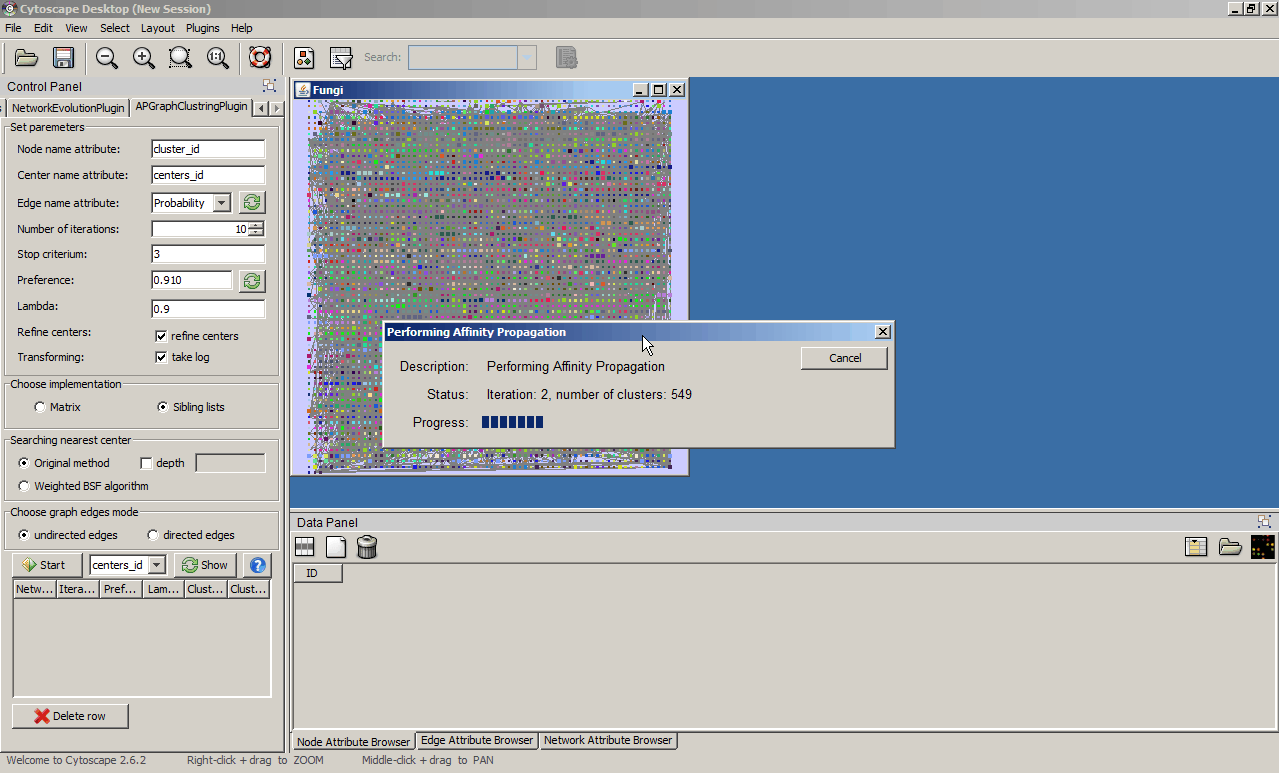 Cytoscape Desktop (New Session)
File Edit View Select Layout Plugins Help
1:1 Search:
Control Panel
s NetworkEvolutionPlugin APGraphClustringPlugin
Set paremeters
Node name attribute: cluster_id
Center name attribute: centers_id
Edge name attribute: Probability
Number of iterations: 10
Stop criterium: 3
Preference: 0.910
Lambda: 0.9
Refine centers: refine centers
Transforming: take log
Choose implementation
Matrix Sibling lists
Searching nearest center
Original method depth
Weighted BSF algorithm
Choose graph edges mode
undirected edges directed edges
Start centers_id Show ?
Netw... Itera... Pref... Lam... Clust... Clust...
Delete row
Fungi
Performing Affinity Propagation
Cancel
Description: Performing Affinity Propagation
Status: Iteration: 2, number of clusters: 549
Progress:
Data Panel
ID
Node Attribute Browser Edge Attribute Browser Network Attribute Browser
Welcome to Cytoscape 2.6.2 Right-click + drag to ZOOM Middle-click + drag to PAN